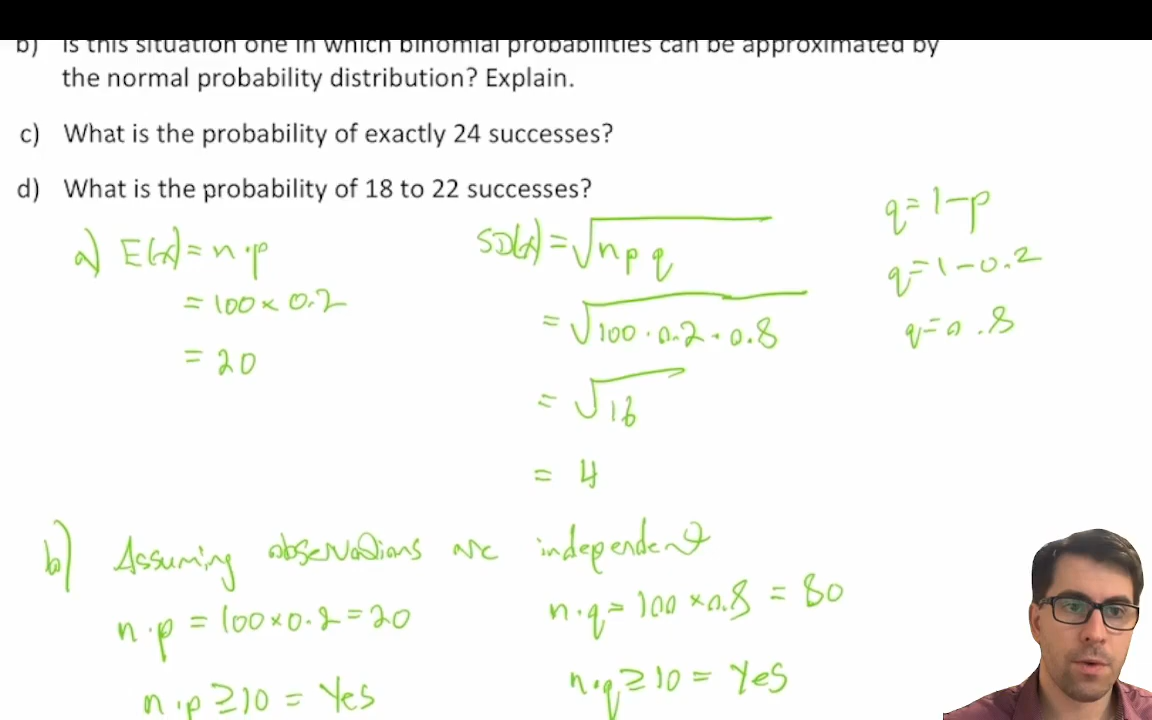 b) Is this situation one in which binomial probabilities can be approximated by
the normal probability distribution? Explain.
c) What is the probability of exactly 24 successes?
d) What is the probability of 18 to 22 successes?
a) E(x) = n·p
= 100 × 0.2
= 20
SD(x) = √npq
= √100 · 0.2 · 0.8
= √16
= 4
q = 1-p
q = 1-0.2
q = 0.8
b) Assuming observations are independent
n·p = 100×0.2 = 20
n·q = 100×0.8 = 80
n·p ≥ 10 = Yes
n·q ≥ 10 = Yes